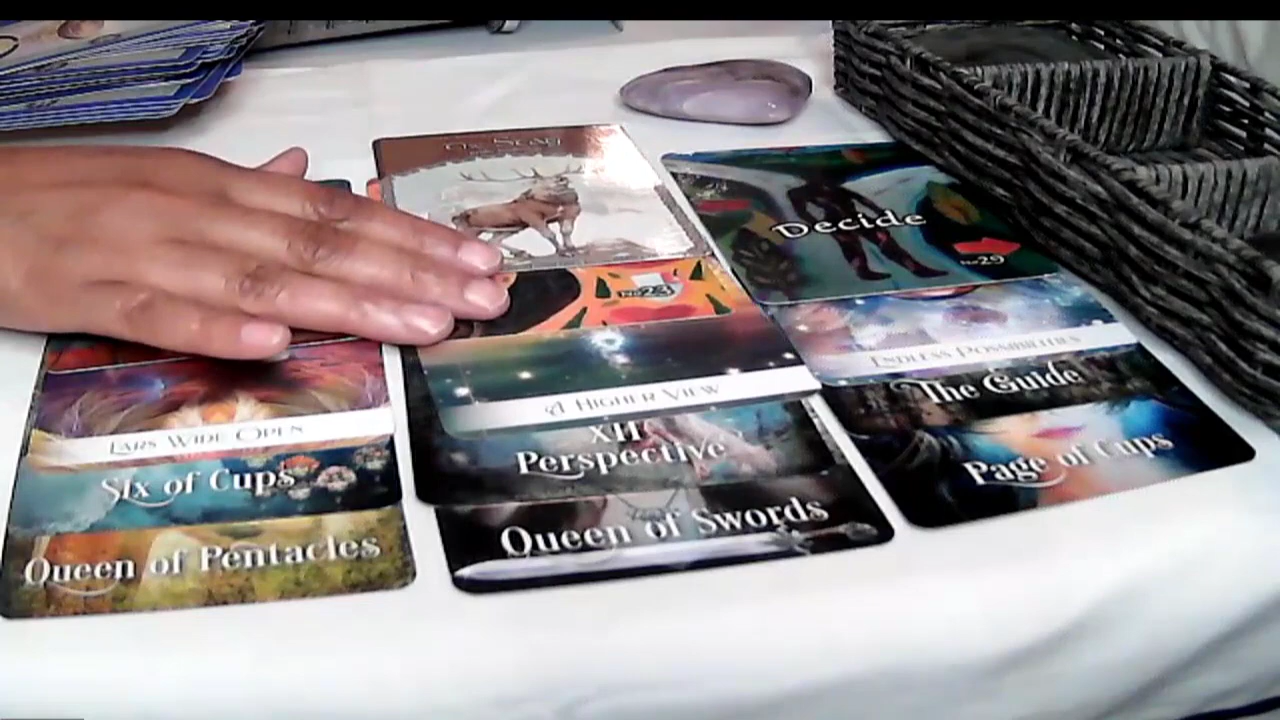 The Stag
Decide
No 29
No 23
Endless Possibilities
A Higher View
The Guide
Ears Wide Open
XII
Perspective
Page of Cups
Six of Cups
Queen of Swords
Queen of Pentacles